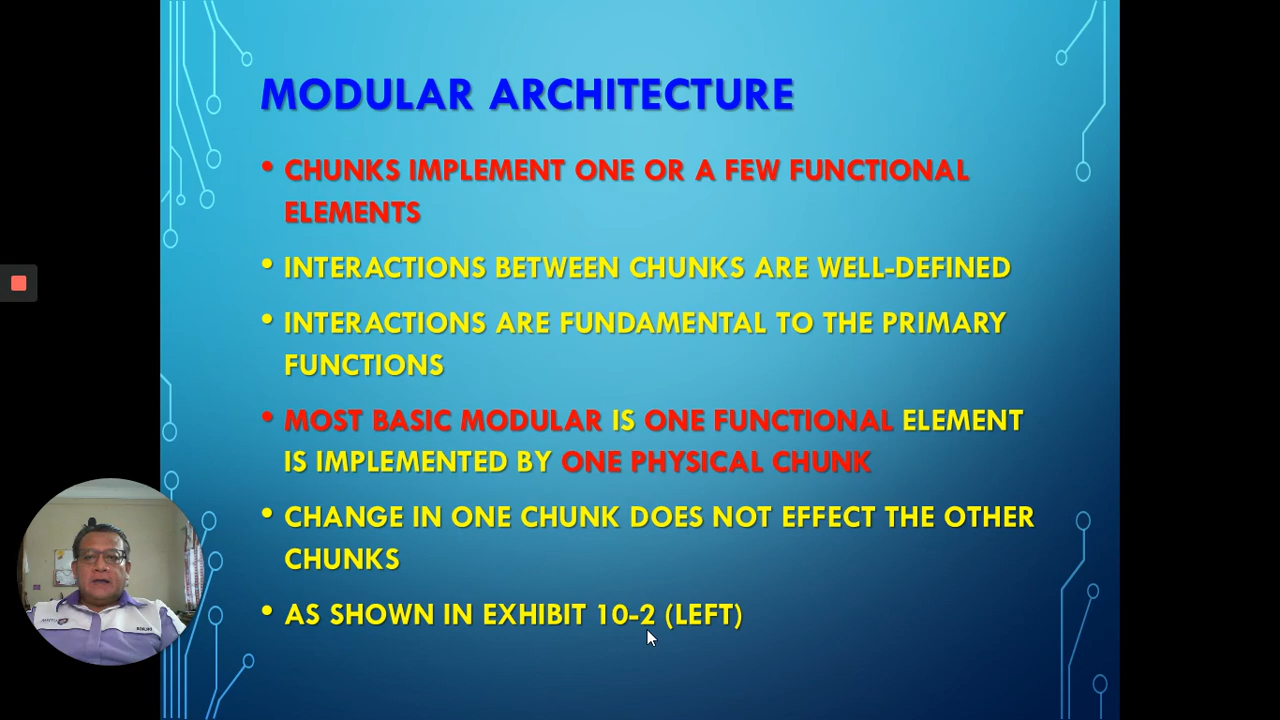 MODULAR ARCHITECTURE
• CHUNKS IMPLEMENT ONE OR A FEW FUNCTIONAL
ELEMENTS
• INTERACTIONS BETWEEN CHUNKS ARE WELL-DEFINED
• INTERACTIONS ARE FUNDAMENTAL TO THE PRIMARY
FUNCTIONS
• MOST BASIC MODULAR IS ONE FUNCTIONAL ELEMENT
IS IMPLEMENTED BY ONE PHYSICAL CHUNK
• CHANGE IN ONE CHUNK DOES NOT EFFECT THE OTHER
CHUNKS
• AS SHOWN IN EXHIBIT 10-2 (LEFT)